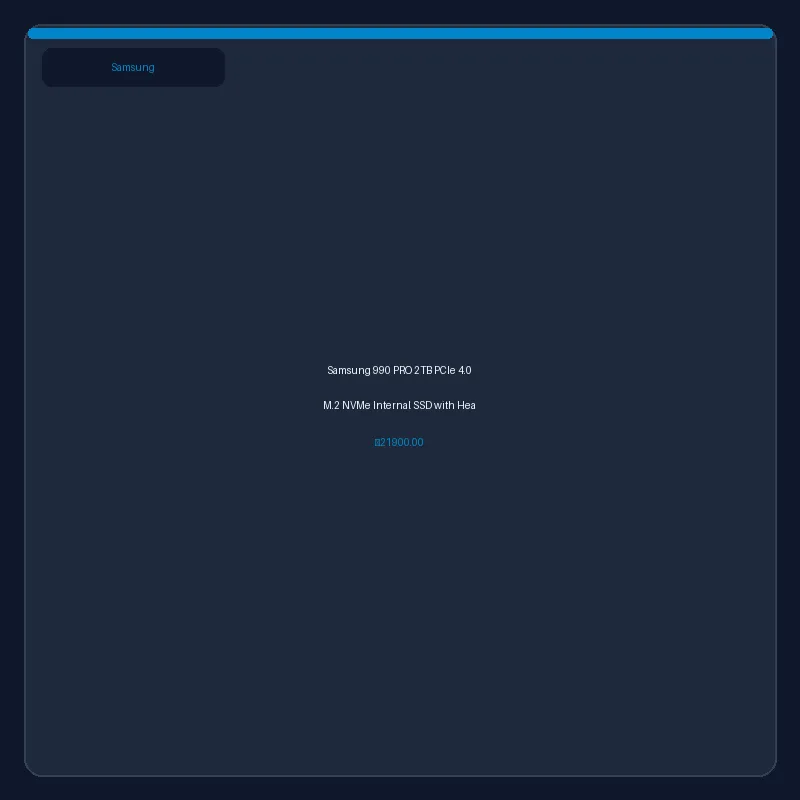 Samsung
Samsung 990 PRO 2TB PCIe 4.0
M.2 NVMe Internal SSD with Hea
21900.00